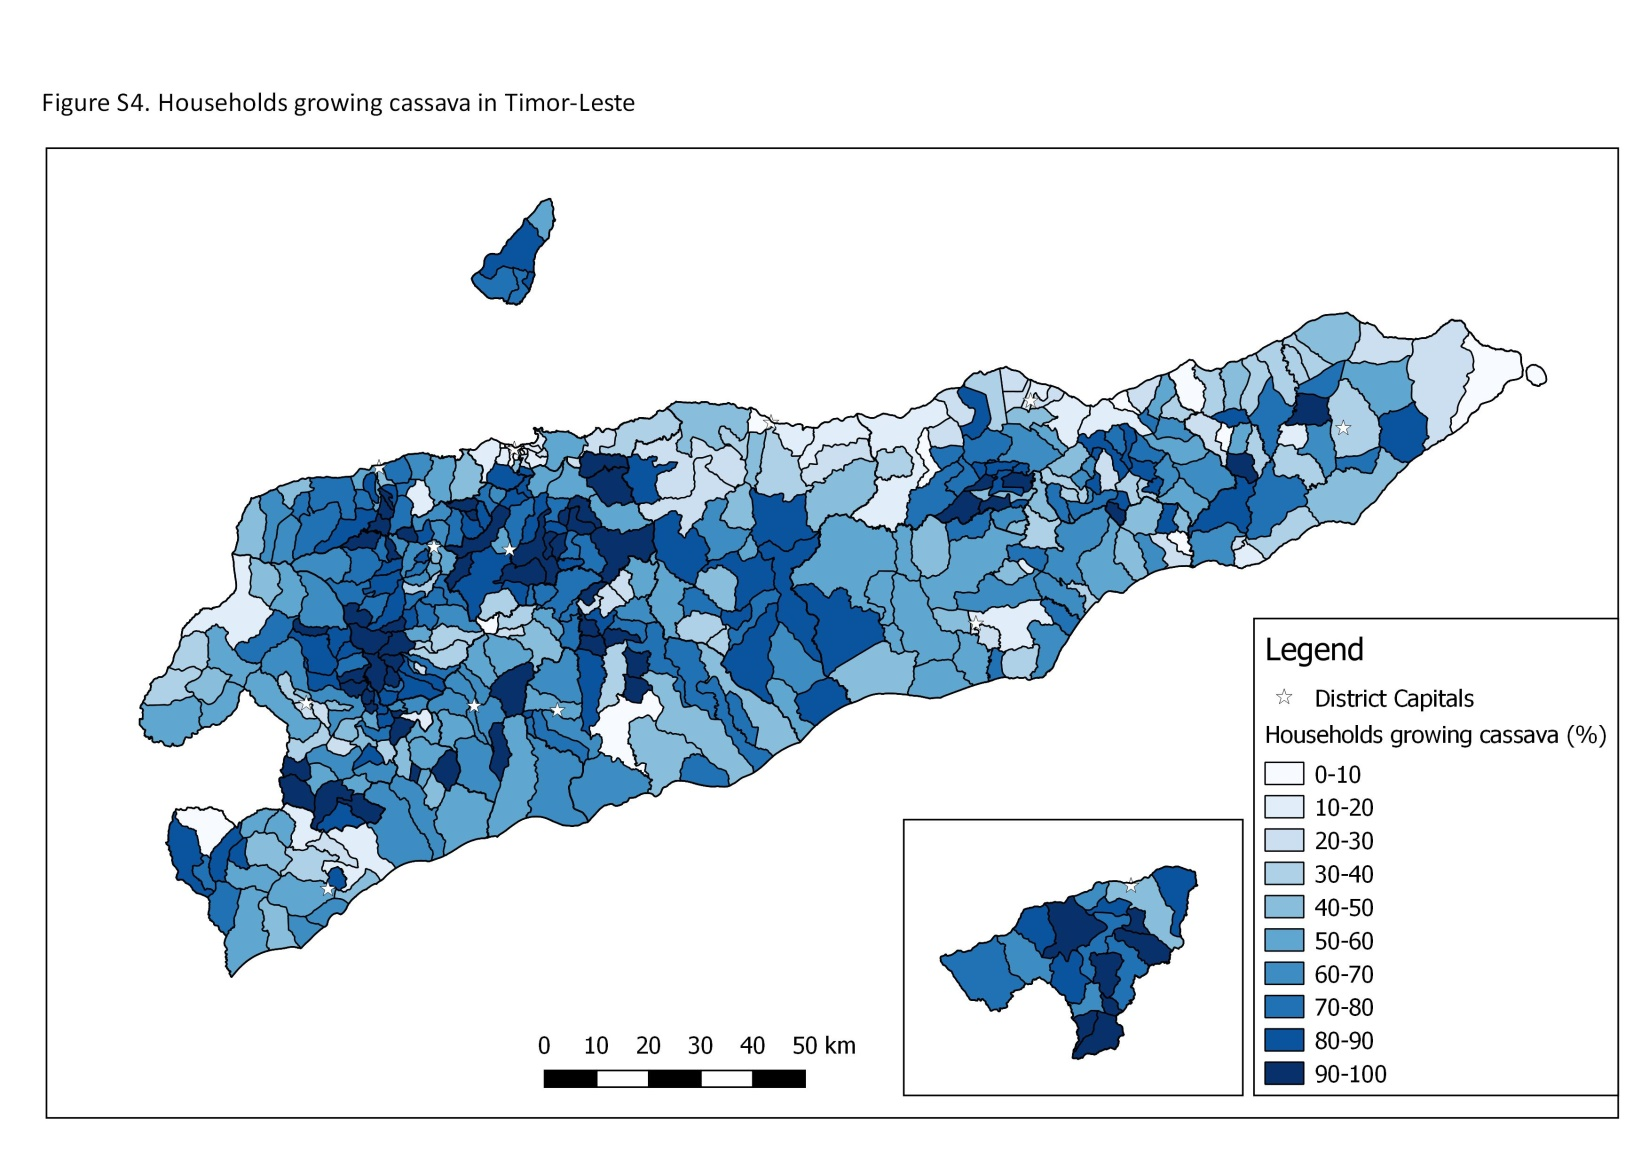 Figure S4. Households growing cassava in Timor-Leste
Legend
District Capitals
Households growing cassava (%)
0-10
10-20
20-30
30-40
40-50
50-60
60-70
70-80
80-90
90-100
0 10 20 30 40 50 km